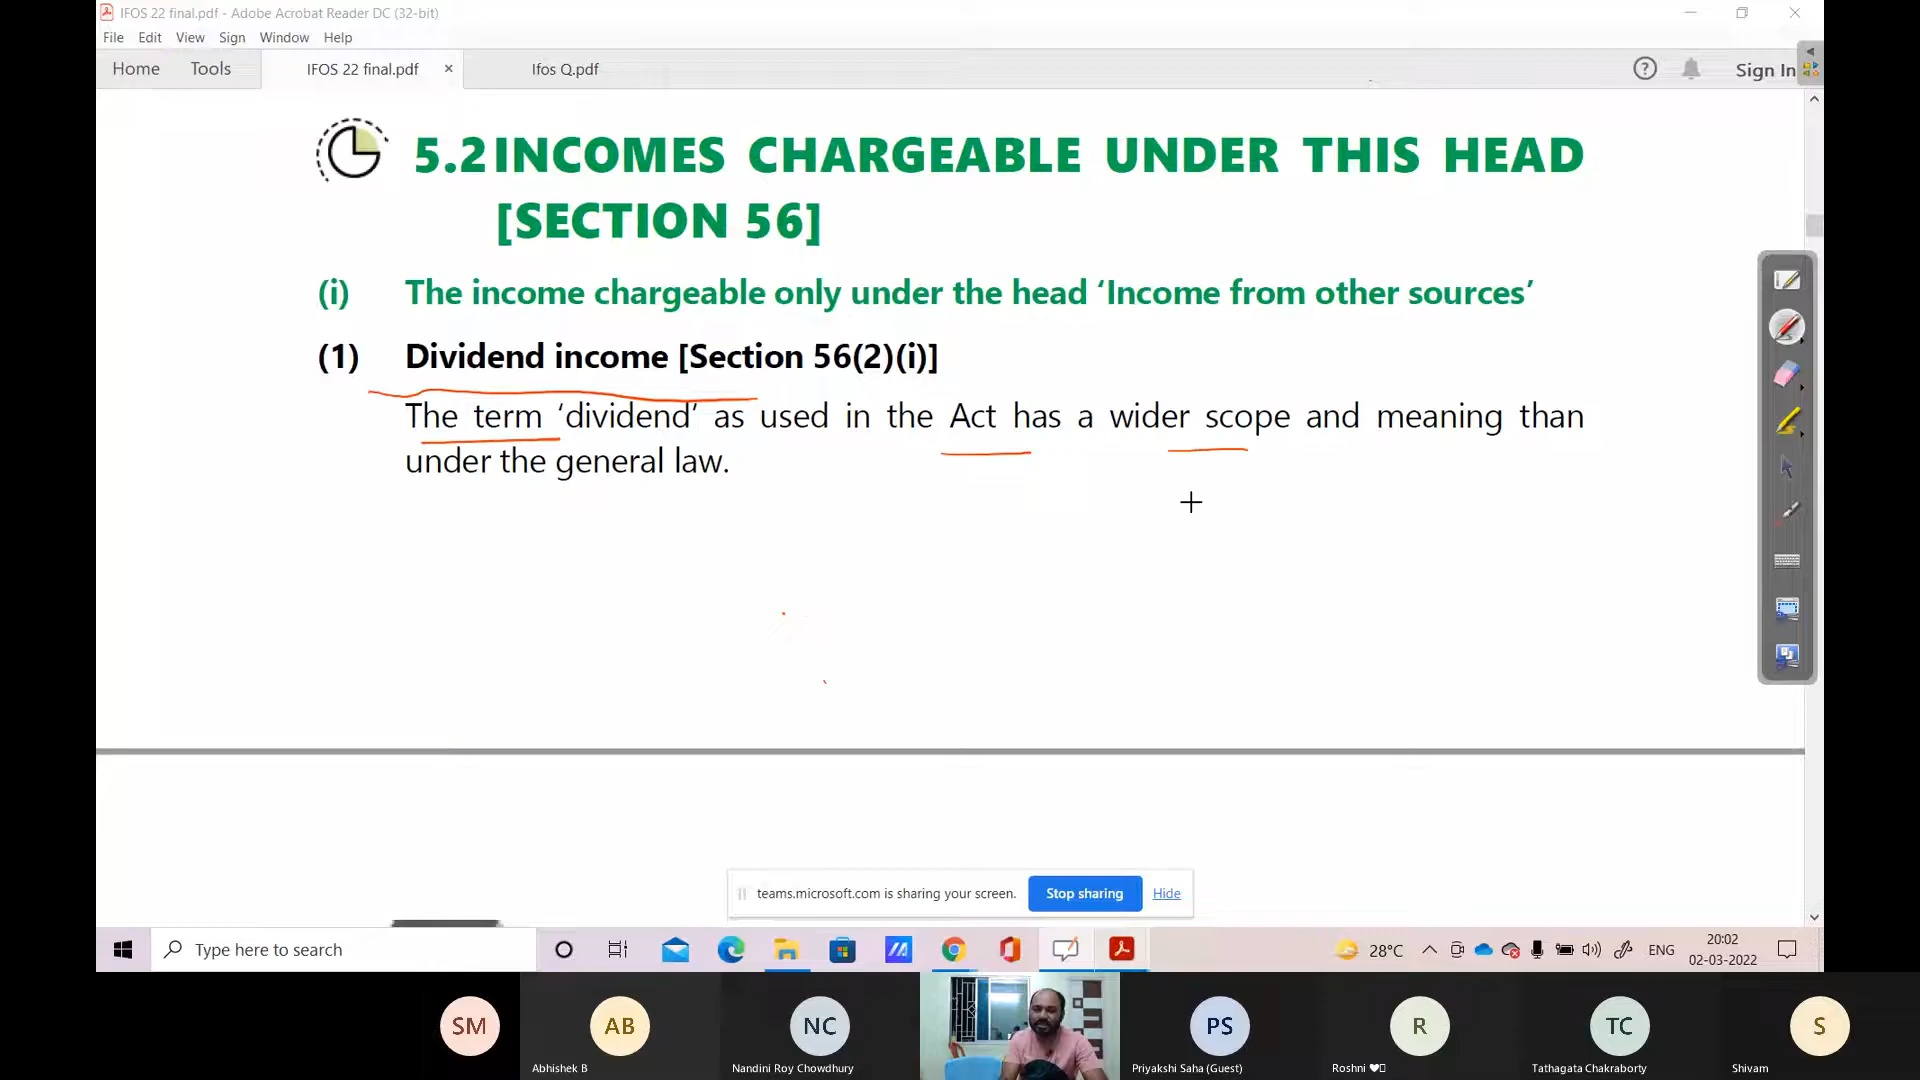 IFOS 22 final.pdf - Adobe Acrobat Reader DC (32-bit)
File Edit View Sign Window Help
Home Tools IFOS 22 final.pdf × Ifos Q.pdf Sign In
5.2 INCOMES CHARGEABLE UNDER THIS HEAD
[SECTION 56]
(i) The income chargeable only under the head ‘Income from other sources’
(1) Dividend income [Section 56(2)(i)]
The term ‘dividend’ as used in the Act has a wider scope and meaning than
under the general law.
teams.microsoft.com is sharing your screen. Stop sharing Hide
Type here to search
28°C ENG
20:02
02-03-2022
SM AB NC PS R TC S
Abhishek B Nandini Roy Chowdhury Priyakshi Saha (Guest) Roshni ❤ Tathagata Chakraborty Shivam